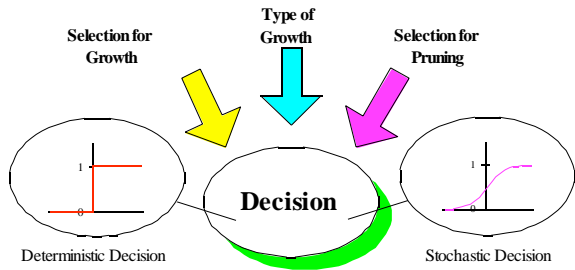 Type of
Growth
Selection for
Growth
Selection for
Pruning
1
0
Decision
1
0
Deterministic Decision
Stochastic Decision